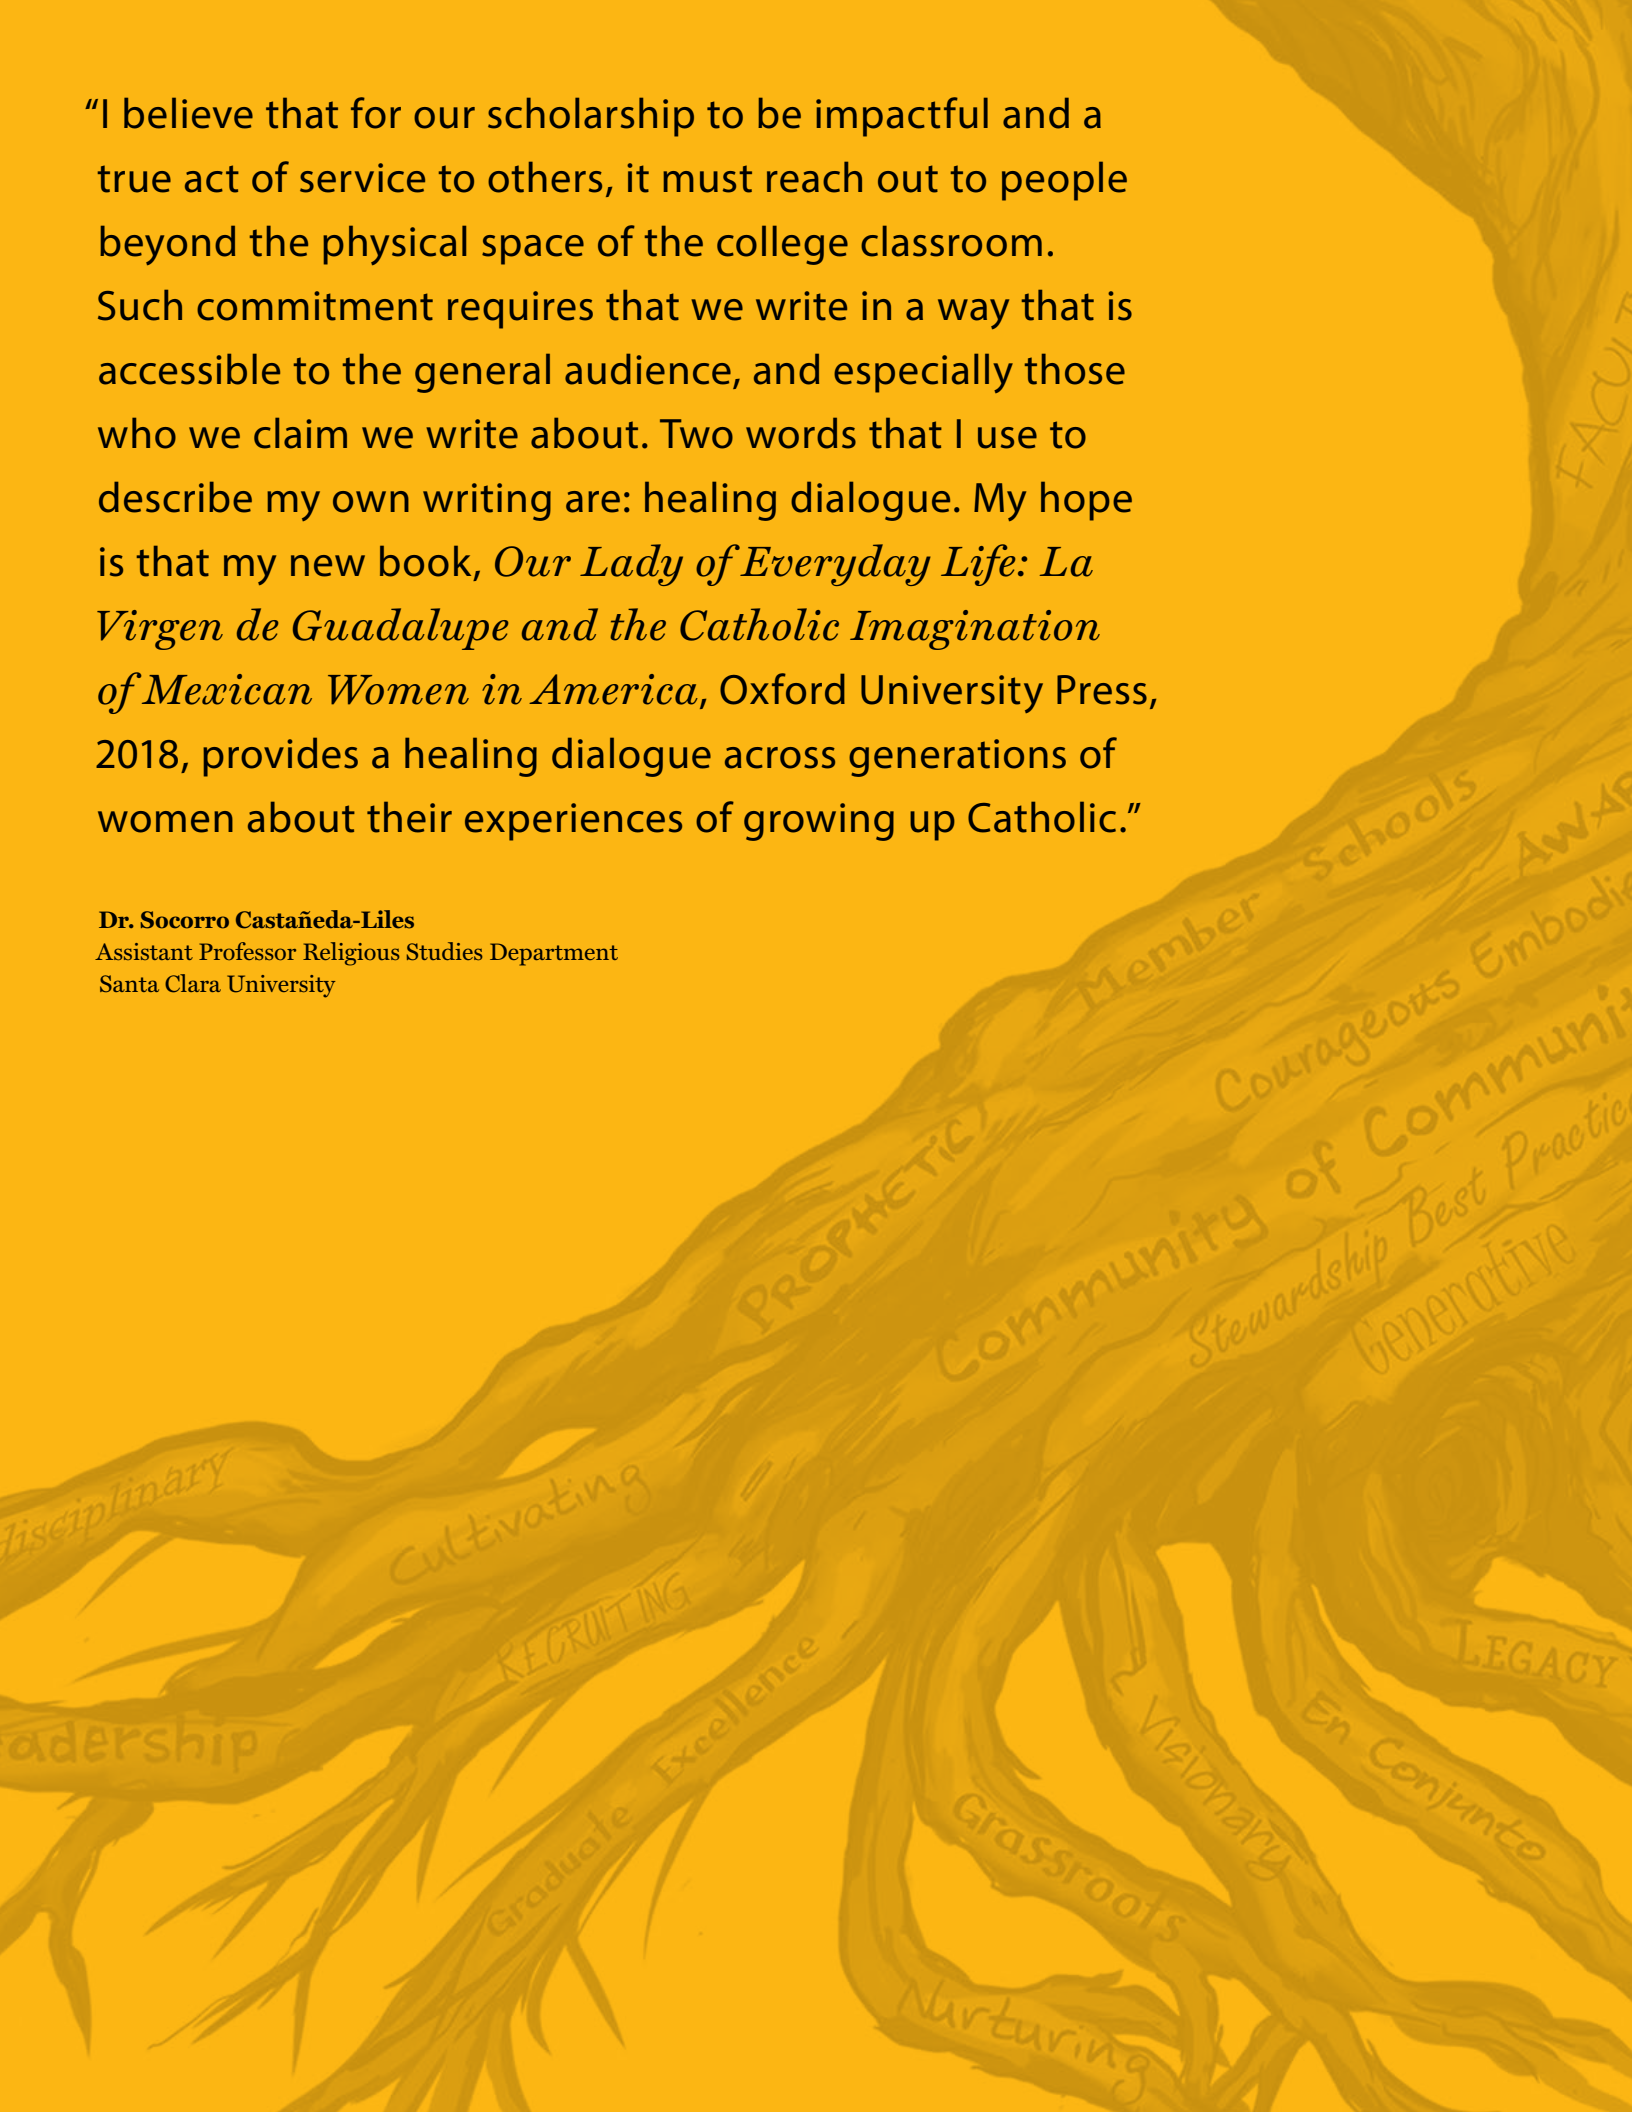 “I believe that for our scholarship to be impactful and a
true act of service to others, it must reach out to people
beyond the physical space of the college classroom.
Such commitment requires that we write in a way that is
accessible to the general audience, and especially those
who we claim we write about. Two words that I use to
describe my own writing are: healing dialogue. My hope
is that my new book, Our Lady of Everyday Life: La
Virgen de Guadalupe and the Catholic Imagination
of Mexican Women in America, Oxford University Press,
2018, provides a healing dialogue across generations of
women about their experiences of growing up Catholic.”
Dr. Socorro Castañeda-Liles
Assistant Professor Religious Studies Department
Santa Clara University
FACULT
Member Schools
AWAR
Courageous Embodie
PROPHETIC
Community of Communit
Stewardship Best Practice
Generative
disciplinary
Cultivating
RECRUITING
LEGACY
adership
Graduate Excellence
Visionary
En Conjunto
Grassroots
Nurturing